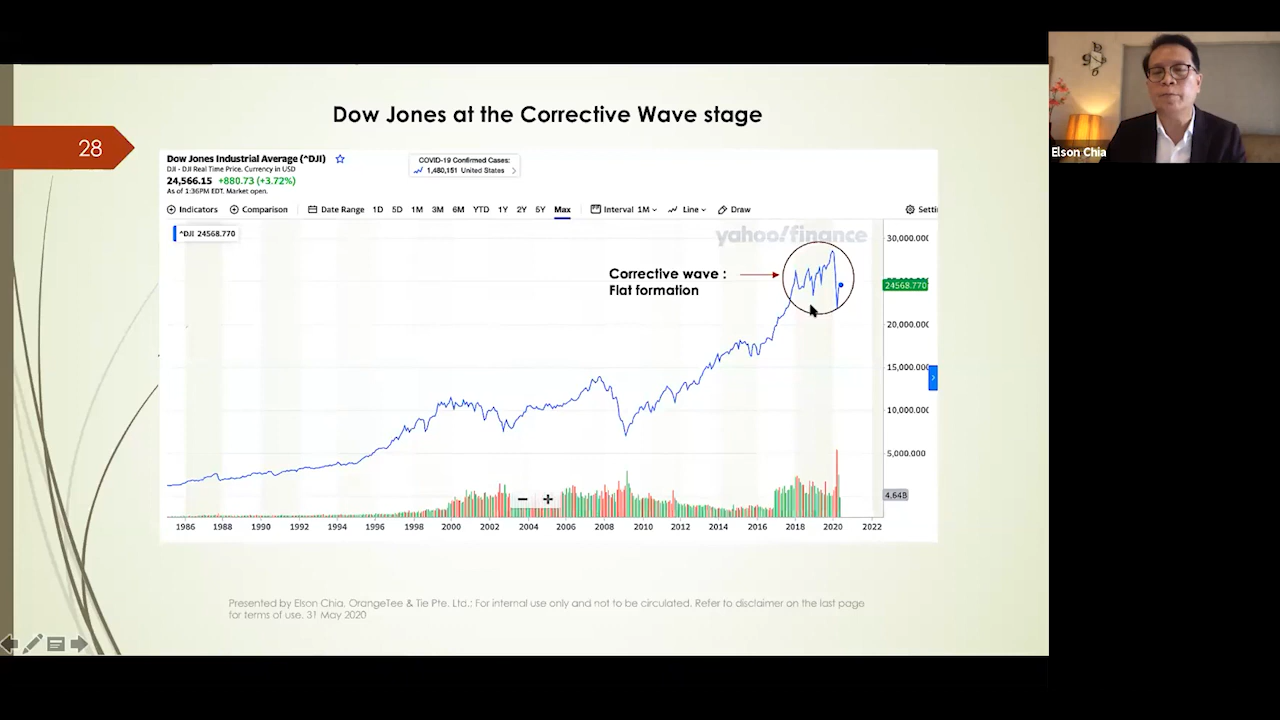 Dow Jones at the Corrective Wave stage
28
Dow Jones Industrial Average (^DJI)
DJI - DJI Real Time Price. Currency in USD
24,566.15 +880.73 (+3.72%)
As of 1:36PM EDT. Market open.
COVID-19 Confirmed Cases:
1,480,151 United States
Indicators Comparison Date Range 1D 5D 1M 3M 6M YTD 1Y 2Y 5Y Max Interval 1M Line Draw Setti
^DJI 24568.770
yahoo!finance
Corrective wave :
Flat formation
30,000.00
24568.770
20,000.00
15,000.00
10,000.00
5,000.000
4.64B
1986 1988 1990 1992 1994 1996 1998 2000 2002 2004 2006 2008 2010 2012 2014 2016 2018 2020 2022
Presented by Elson Chia, OrangeTee & Tie Pte. Ltd.; For internal use only and not to be circulated. Refer to disclaimer on the last page
for terms of use. 31 May 2020
Elson Chia